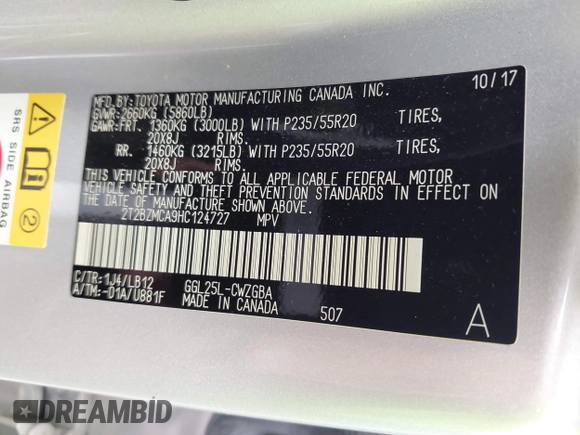 MFD. BY: TOYOTA MOTOR MANUFACTURING CANADA INC. 10/17
GVWR: 2660KG (5860LB)
GAWR: FRT. 1360KG (3000LB) WITH P235/55R20 TIRES,
20X8J RIMS.
RR. 1460KG (3215LB) WITH P235/55R20 TIRES,
20X8J RIMS.
THIS VEHICLE CONFORMS TO ALL APPLICABLE FEDERAL MOTOR
VEHICLE SAFETY AND THEFT PREVENTION STANDARDS IN EFFECT ON
THE DATE OF MANUFACTURE SHOWN ABOVE.
2T2BZMCA9HC124727 MPV
C/TR: 1J4/LB12 GGL25L-CWZGBA
A/TM: -01A/U881F MADE IN CANADA 507 A
SRS SIDE AIRBAG
2
DREAMBID